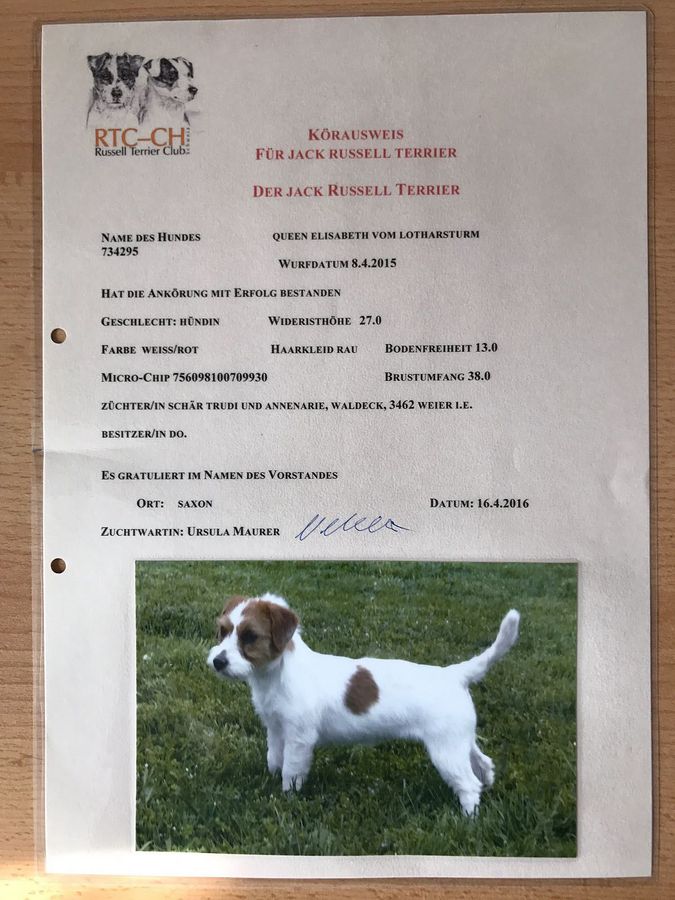 RTC–CH
Russell Terrier Club
KÖRAUSWEIS
FÜR JACK RUSSELL TERRIER
DER JACK RUSSELL TERRIER
NAME DES HUNDES QUEEN ELISABETH VOM LOTHARSTURM
734295
WURFDATUM 8.4.2015
HAT DIE ANKÖRUNG MIT ERFOLG BESTANDEN
GESCHLECHT: HÜNDIN WIDERISTHÖHE 27.0
FARBE WEISS/ROT HAARKLEID RAU BODENFREIHEIT 13.0
MICRO-CHIP 756098100709930 BRUSTUMFANG 38.0
ZÜCHTER/IN SCHÄR TRUDI UND ANNENARIE, WALDECK, 3462 WEIER I.E.
BESITZER/IN DO.
ES GRATULIERT IM NAMEN DES VORSTANDES
ORT: SAXON DATUM: 16.4.2016
ZUCHTWARTIN: URSULA MAURER